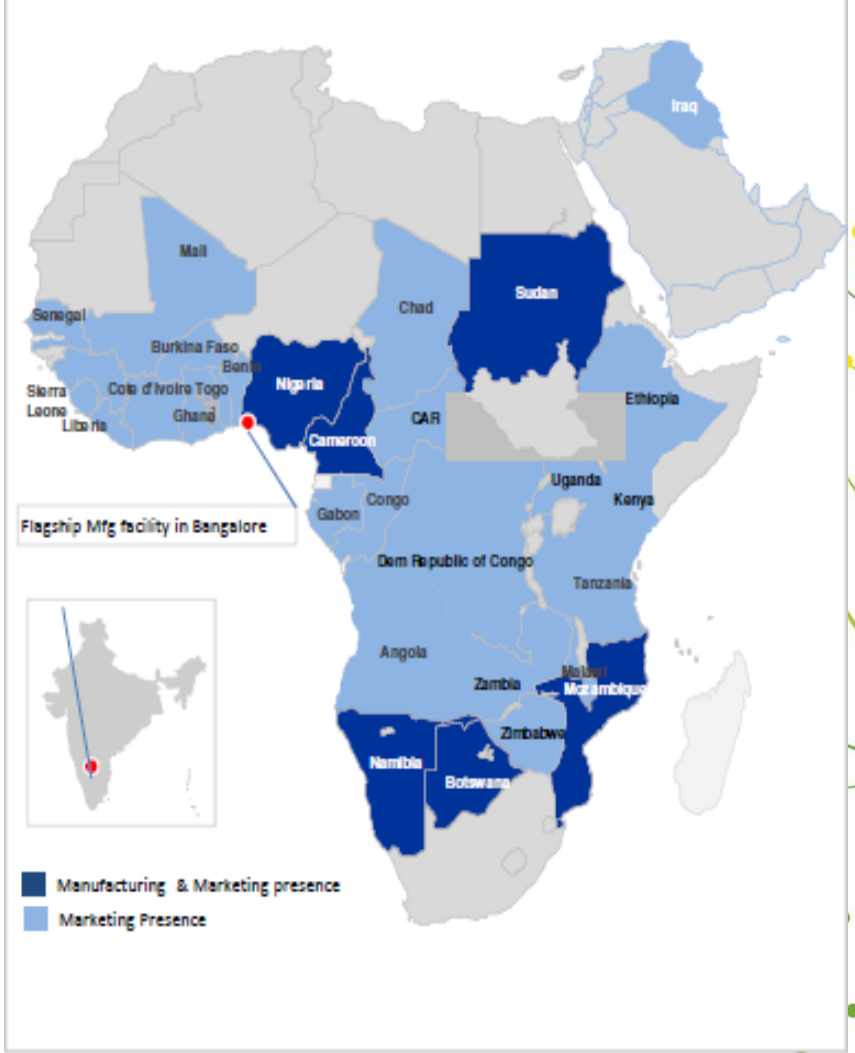 Iraq
Mali
Sudan
Chad
Senegal
Burkina Faso
Benin
Nigeria
Sierra
Leone
Cote d'Ivoire Togo
Ethiopia
Ghana
Liberia
CAR
Cameroon
Uganda
Kenya
Congo
Gabon
Flagship Mfg facility in Bangalore
Dem Republic of Congo
Tanzania
Angola
Malawi
Zambia
Mozambique
Zimbabwe
Namibia
Botswana
Manufacturing & Marketing presence
Marketing Presence